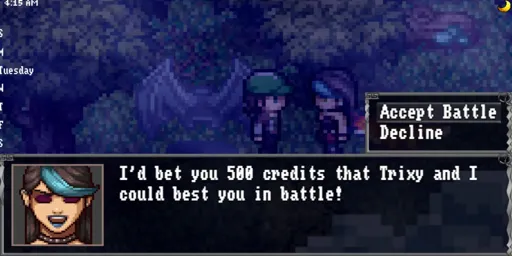 4:15 AM
S
M
Tuesday
W
T
F
S
Accept Battle
Decline
I'd bet you 500 credits that Trixy and I
could best you in battle!